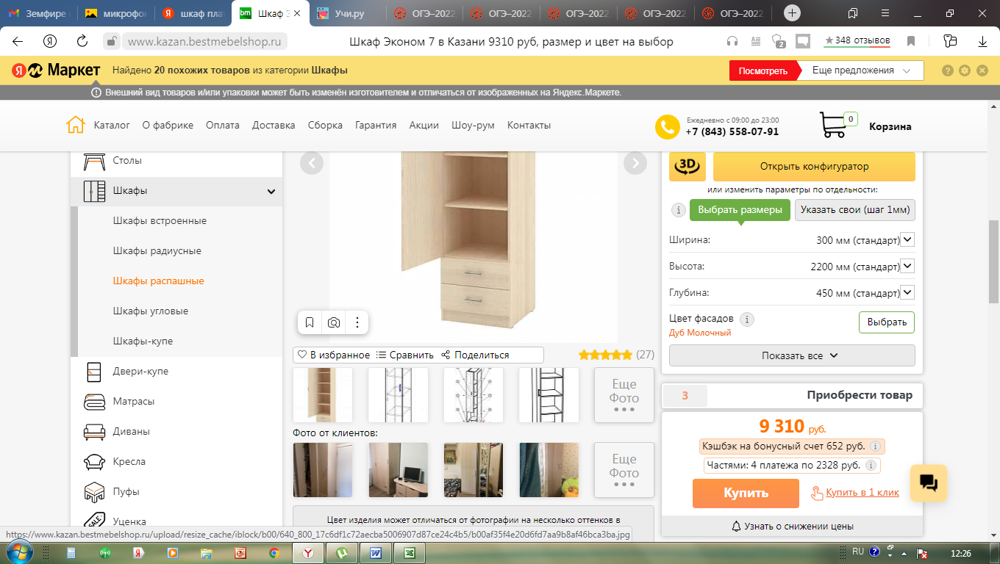 Земфире
микрофо
шкаф пла
Шкаф Э
Учи.ру
ОГЭ–2022
ОГЭ–2022
ОГЭ–2022
ОГЭ–2022
ОГЭ–2022
www.kazan.bestmebelshop.ru
Шкаф Эконом 7 в Казани 9310 руб, размер и цвет на выбор
2
★348 отзывов
Я Маркет
Найдено 20 похожих товаров из категории Шкафы
Посмотреть
Еще предложения
Внешний вид товаров и/или упаковки может быть изменён изготовителем и отличаться от изображенных на Яндекс.Маркете.
Каталог
О фабрике
Оплата
Доставка
Сборка
Гарантия
Акции
Шоу-рум
Контакты
Ежедневно с 09:00 до 23:00
+7 (843) 558-07-91
0
Корзина
Столы
Шкафы
Шкафы встроенные
Шкафы радиусные
Шкафы распашные
Шкафы угловые
Шкафы-купе
Двери-купе
Матрасы
Диваны
Кресла
Пуфы
SALE
Уценка
В избранное
Сравнить
Поделиться
(27)
Еще
Фото
Фото от клиентов:
Еще
Фото
Цвет изделия может отличаться от фотографии на несколько оттенков в
3D
Открыть конфигуратор
или изменить параметры по отдельности:
Выбрать размеры
Указать свои (шаг 1мм)
Ширина:
300 мм (стандарт)
Высота:
2200 мм (стандарт)
Глубина:
450 мм (стандарт)
Цвет фасадов
Дуб Молочный
Выбрать
Показать все
3
Приобрести товар
9 310 руб.
Кэшбэк на бонусный счет 652 руб.
Частями: 4 платежа по 2328 руб.
Купить
Купить в 1 клик
Узнать о снижении цены
https://www.kazan.bestmebelshop.ru/upload/resize_cache/iblock/b00/640_800_17c6df1c72aecba5006907d87ce24c4b5/b00af35f4e20d6fd7aa9b8af46bca3ba.jpg
RU
12:26